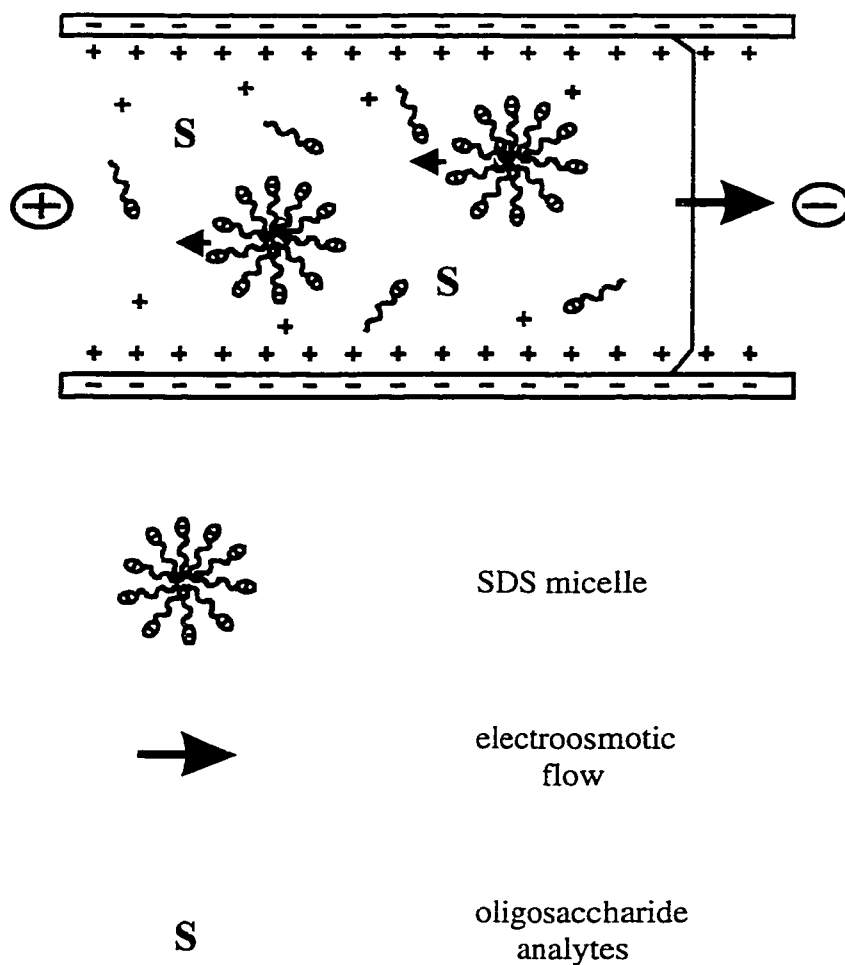 S
S
SDS micelle
electroosmotic
flow
S
oligosaccharide
analytes